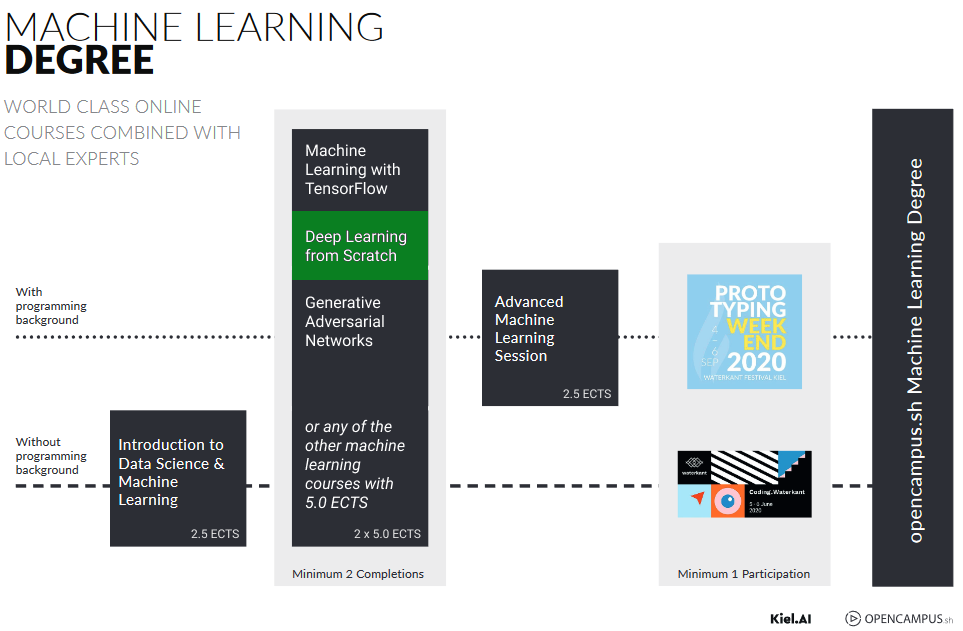 MACHINE LEARNING
DEGREE
WORLD CLASS ONLINE
COURSES COMBINED WITH
LOCAL EXPERTS
With
programming
background
Without
programming
background
Introduction to
Data Science &
Machine
Learning
2.5 ECTS
Machine
Learning with
TensorFlow
Deep Learning
from Scratch
Generative
Adversarial
Networks
or any of the
other machine
learning
courses with
5.0 ECTS
2 x 5.0 ECTS
Minimum 2 Completions
Advanced
Machine
Learning
Session
2.5 ECTS
PROTO
TYPING
WEEK
END
2020
2 - 6
SEP
WATERKANT FESTIVAL KIEL
waterkant
Coding.Waterkant
5 - 6 June
2020
Minimum 1 Participation
opencampus.sh Machine Learning Degree
Kiel.AI
OPENCAMPUS.sh